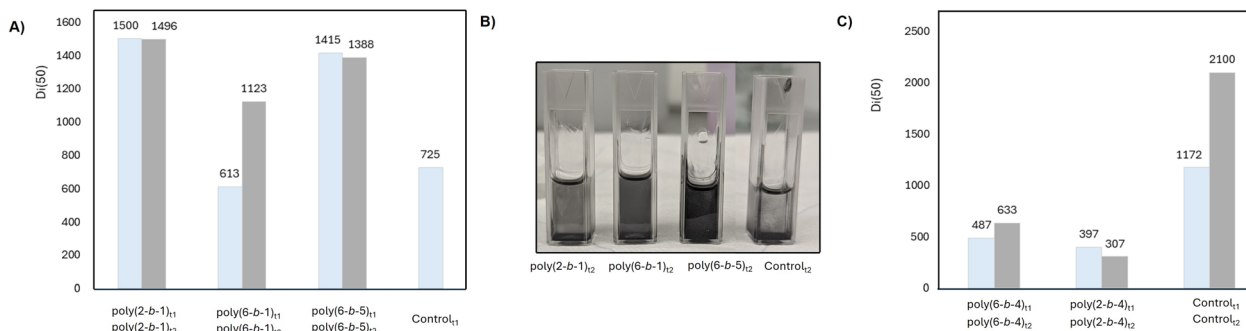 A)
Di(50)
1600
1400
1200
1000
800
600
400
200
0
1500 1496
613
1123
1415 1388
725
poly(2-b-1)t1
poly(2-b-1)t2
poly(6-b-1)t1
poly(6-b-1)t2
poly(6-b-5)t1
poly(6-b-5)t2
Controlt1
B)
poly(2-b-1)t2 poly(6-b-1)t2 poly(6-b-5)t2 Controlt2
C)
Di(50)
2500
2000
1500
1000
500
0
487
633
397
307
1172
2100
poly(6-b-4)t1
poly(6-b-4)t2
poly(2-b-4)t1
poly(2-b-4)t2
Controlt1
Controlt2